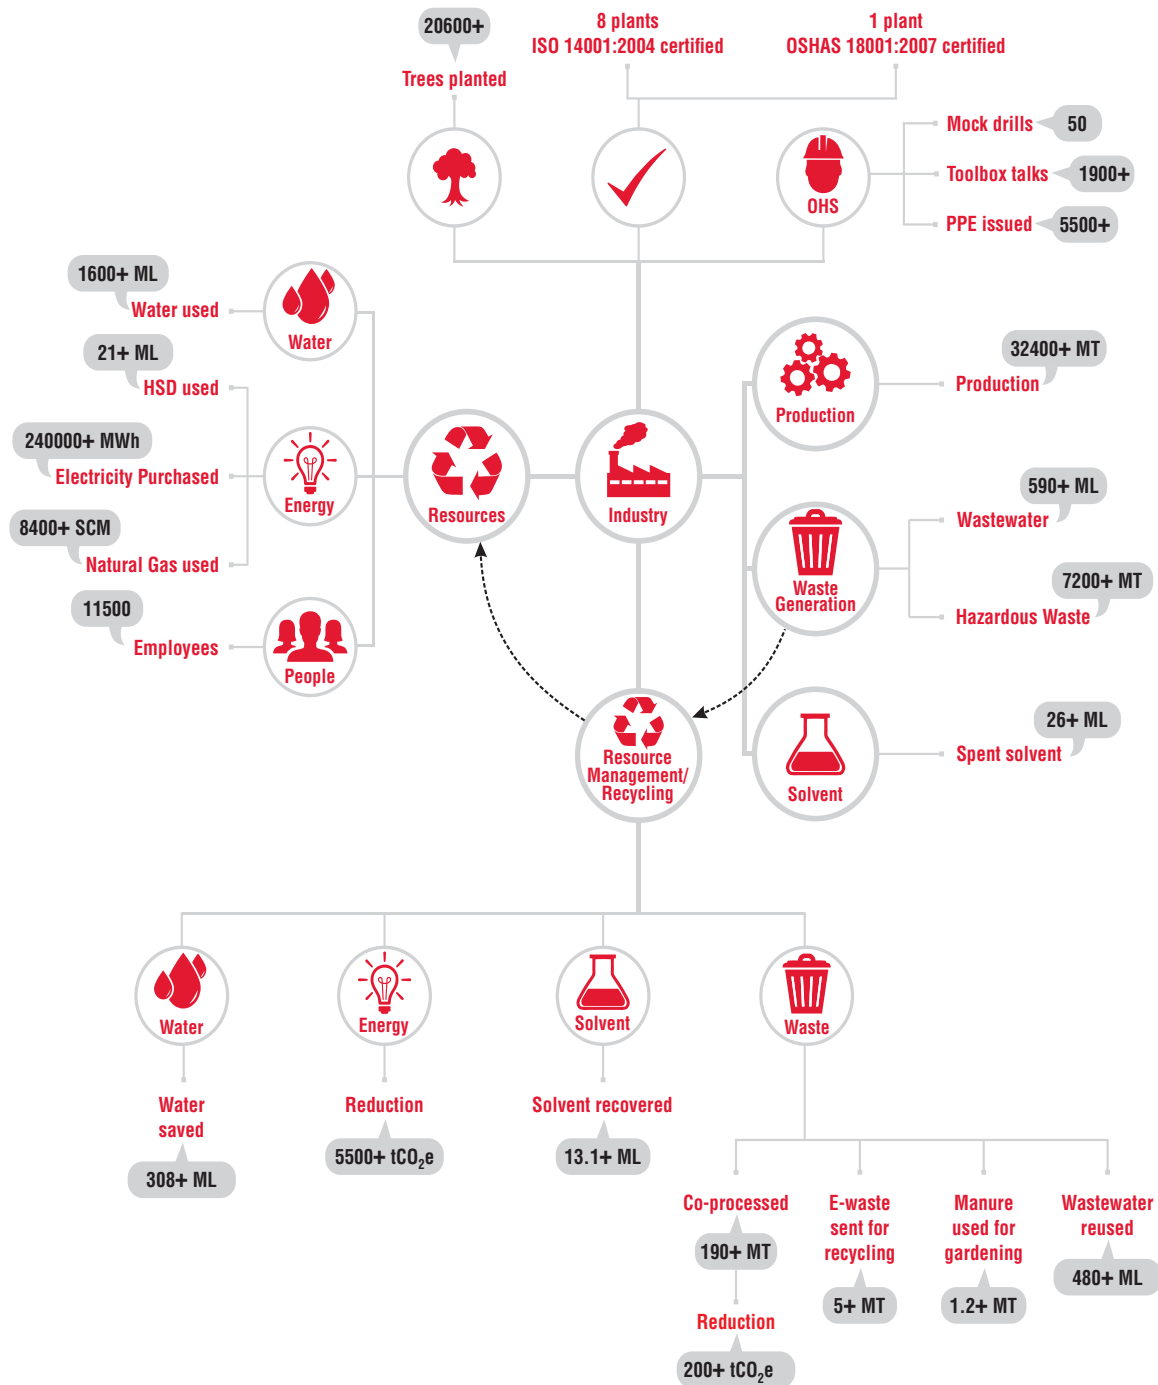 20600+
Trees planted
8 plants
ISO 14001:2004 certified
1 plant
OSHAS 18001:2007 certified
OHS
Mock drills
50
Toolbox talks
1900+
PPE issued
5500+
1600+ ML
Water used
Water
21+ ML
HSD used
240000+ MWh
Electricity Purchased
8400+ SCM
Natural Gas used
Energy
11500
Employees
People
Resources
Industry
Production
32400+ MT
Production
Waste
Generation
590+ ML
Wastewater
7200+ MT
Hazardous Waste
Solvent
26+ ML
Spent solvent
Resource
Management/
Recycling
Water
Water
saved
308+ ML
Energy
Reduction
5500+ tCO₂e
Solvent
Solvent recovered
13.1+ ML
Waste
Co-processed
190+ MT
Reduction
200+ tCO₂e
E-waste
sent for
recycling
5+ MT
Manure
used for
gardening
1.2+ MT
Wastewater
reused
480+ ML